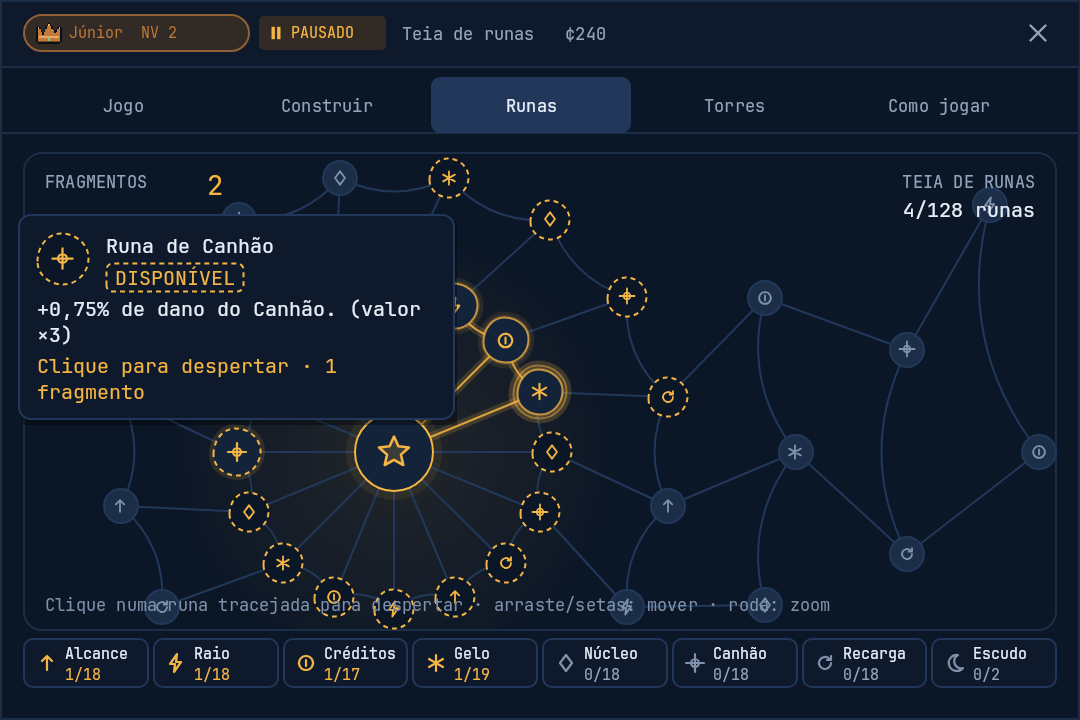 Júnior NV 2
PAUSADO
Teia de runas ₵240
Jogo
Construir
Runas
Torres
Como jogar
FRAGMENTOS 2
TEIA DE RUNAS
4/128 runas
Runa de Canhão
DISPONÍVEL
+0,75% de dano do Canhão. (valor
×3)
Clique para despertar · 1
fragmento
Clique numa runa tracejada para despertar · arraste/setas: mover · roda: zoom
Alcance
1/18
Raio
1/18
Créditos
1/17
Gelo
1/19
Núcleo
0/18
Canhão
0/18
Recarga
0/18
Escudo
0/2